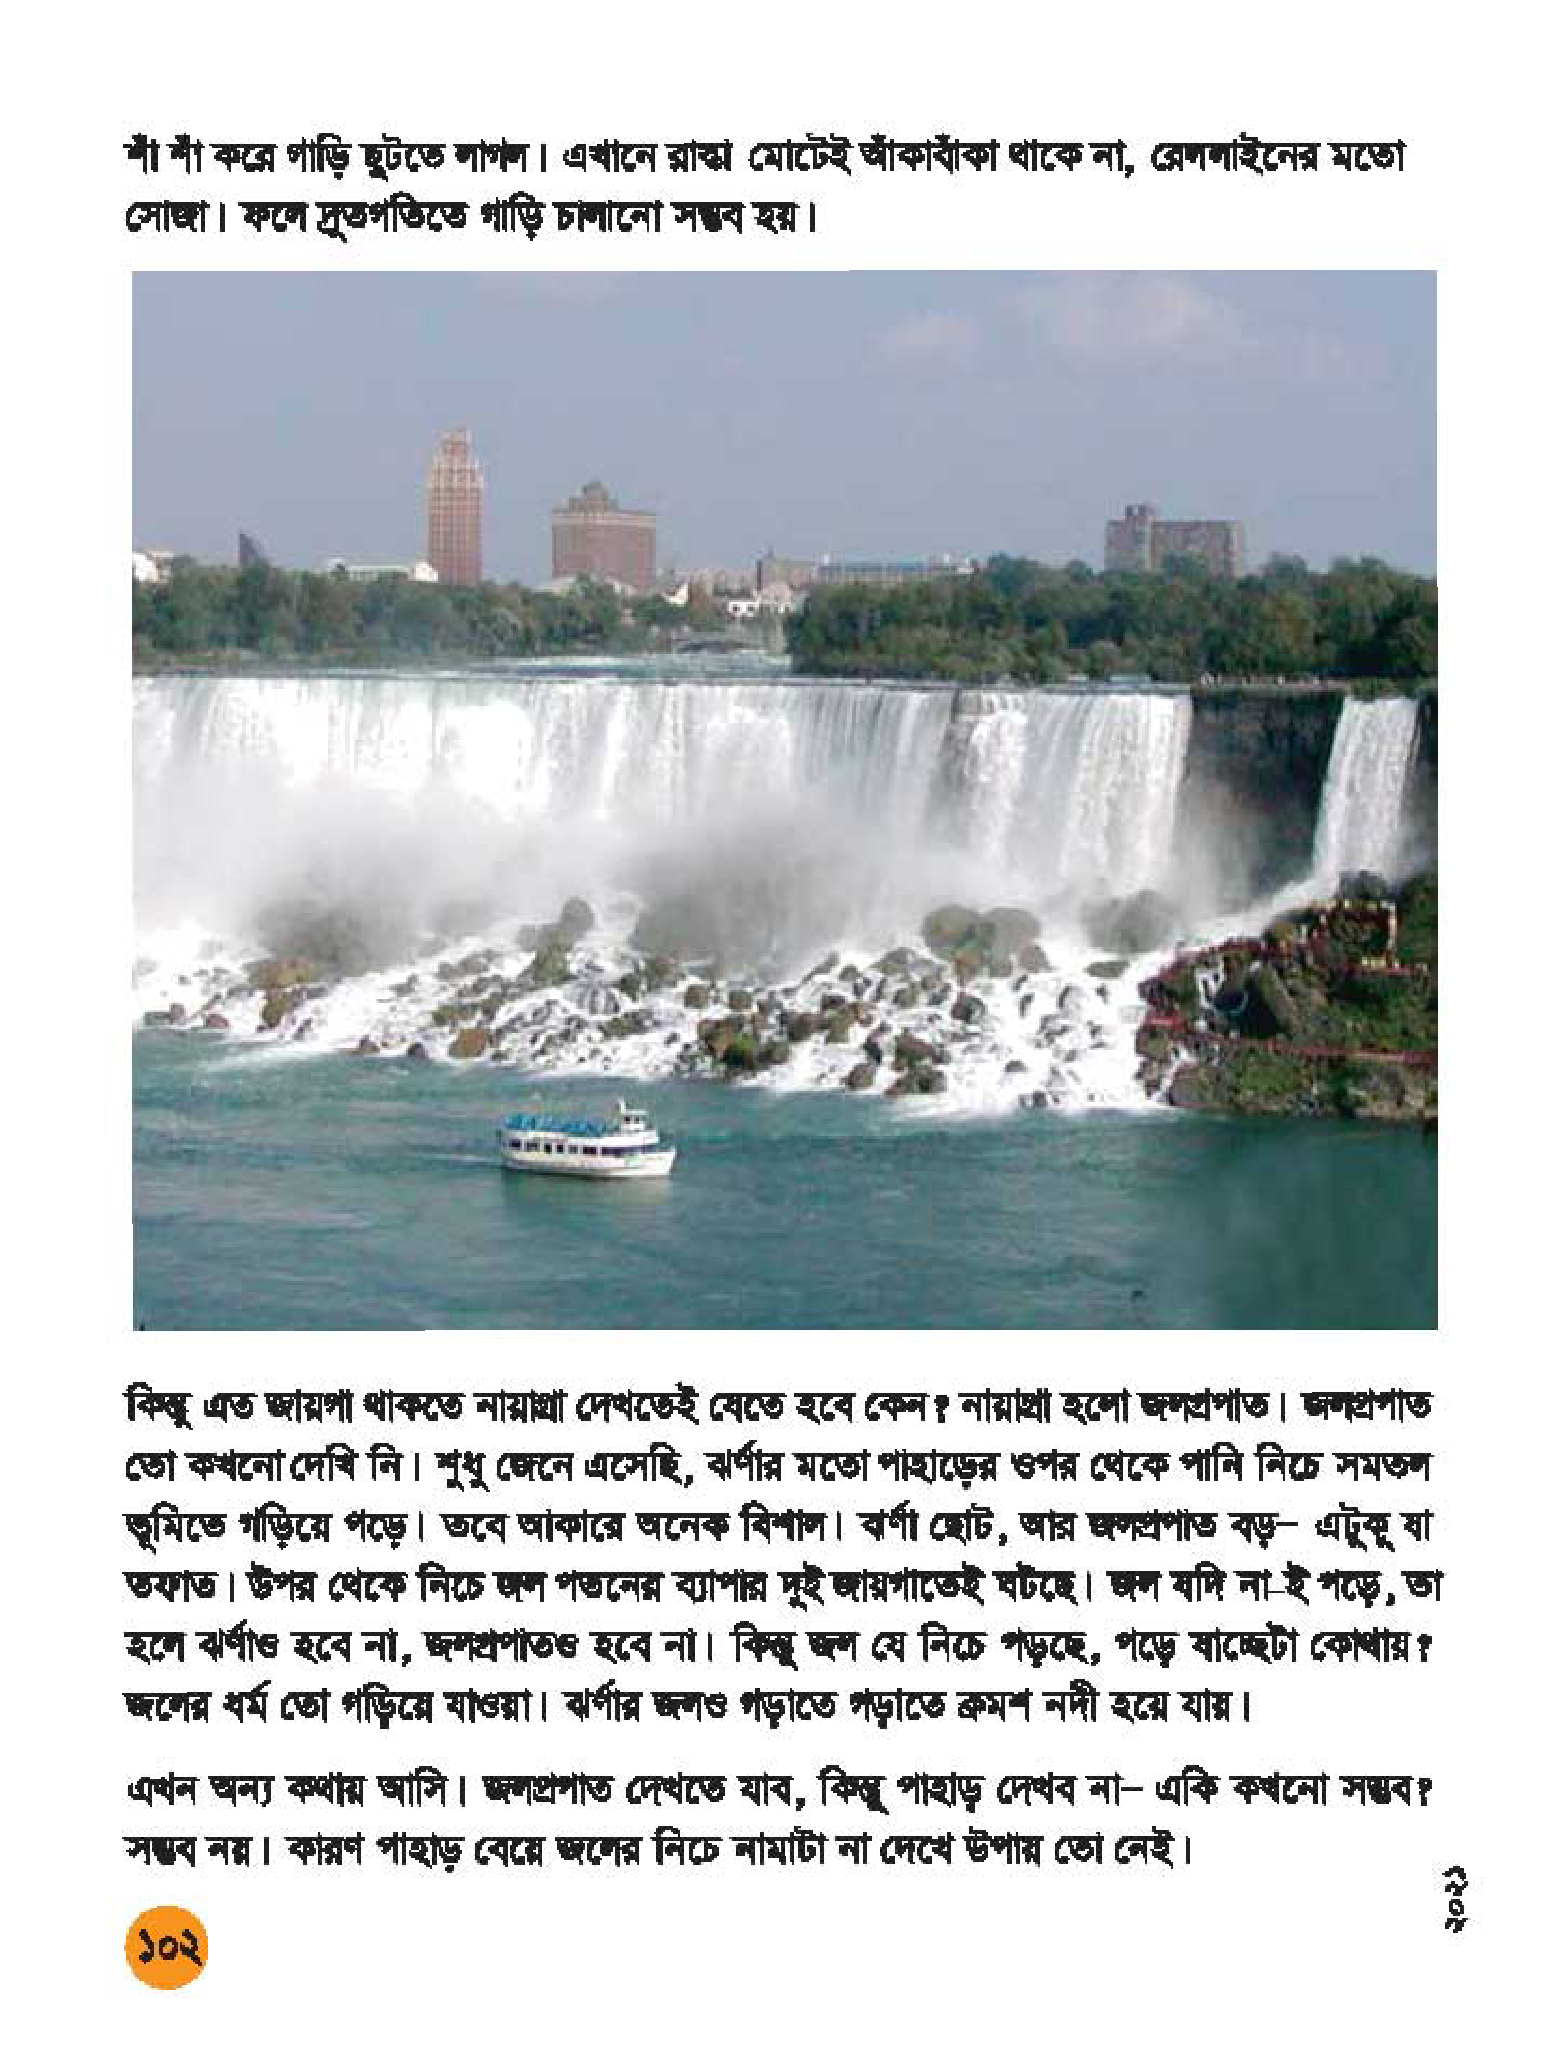 শাঁ শাঁ করে গাড়ি ছুটতে লাগল। এখানে রাস্তা মোটেই আঁকাবাঁকা থাকে না, রেললাইনের মতো
সোজা। ফলে দ্রুতগতিতে গাড়ি চালানো সম্ভব হয়।
কিন্তু এত জায়গা থাকতে নায়াগ্রা দেখতেই যেতে হবে কেন? নায়াগ্রা হলো জলপ্রপাত। জলপ্রপাত
তো কখনো দেখি নি। শুধু জেনে এসেছি, ঝর্ণার মতো পাহাড়ের ওপর থেকে পানি নিচে সমতল
ভূমিতে গড়িয়ে পড়ে। তবে আকারে অনেক বিশাল। ঝর্ণা ছোট, আর জলপ্রপাত বড়– এটুকু যা
তফাত। উপর থেকে নিচে জল পতনের ব্যাপার দুই জায়গাতেই ঘটছে। জল যদি না-ই পড়ে, তা
হলে ঝর্ণাও হবে না, জলপ্রপাতও হবে না। কিন্তু জল যে নিচে পড়ছে, পড়ে যাচ্ছেটা কোথায়?
জলের ধর্ম তো গড়িয়ে যাওয়া। ঝর্ণার জলও গড়াতে গড়াতে ক্রমশ নদী হয়ে যায়।
এখন অন্য কথায় আসি। জলপ্রপাত দেখতে যাব, কিন্তু পাহাড় দেখব না– একি কখনো সম্ভব?
সম্ভব নয়। কারণ পাহাড় বেয়ে জলের নিচে নামাটা না দেখে উপায় তো নেই।
২০২১
১০২